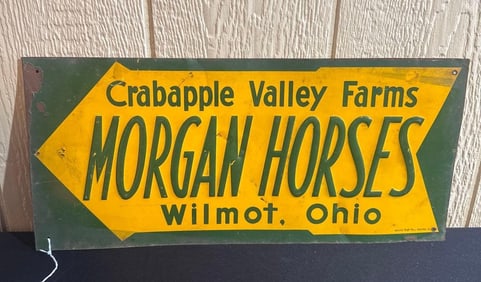 Crabapple Valley Farms
MORGAN HORSES
Wilmot, Ohio